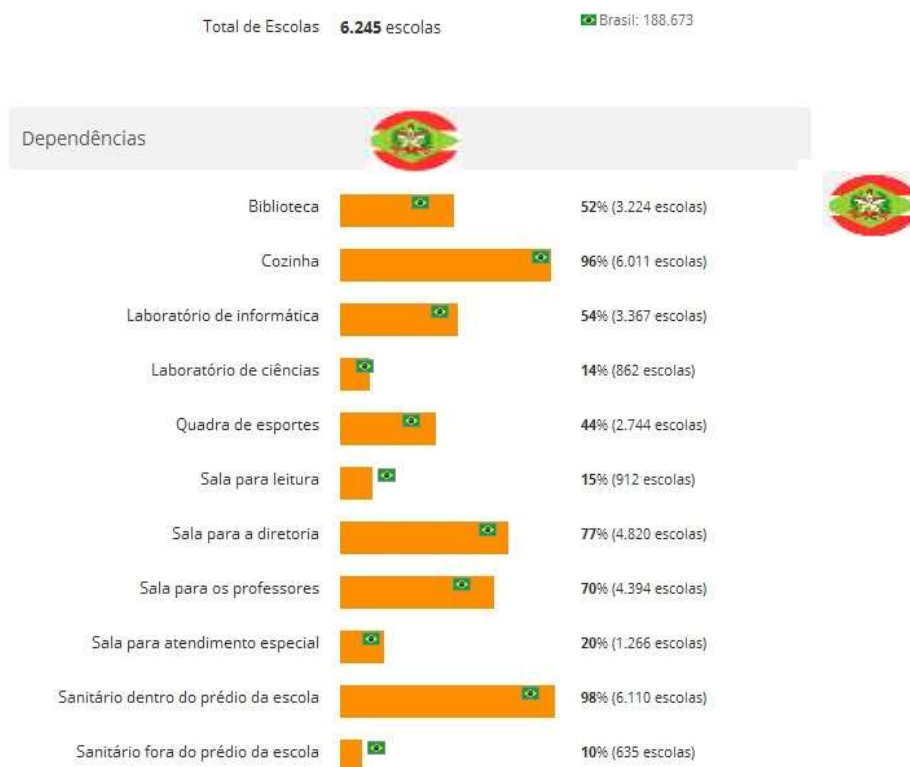 Total de Escolas 6.245 escolas Brasil: 188.673
Dependências
Biblioteca 52% (3.224 escolas)
Cozinha 96% (6.011 escolas)
Laboratório de informática 54% (3.367 escolas)
Laboratório de ciências 14% (862 escolas)
Quadra de esportes 44% (2.744 escolas)
Sala para leitura 15% (912 escolas)
Sala para a diretoria 77% (4.820 escolas)
Sala para os professores 70% (4.394 escolas)
Sala para atendimento especial 20% (1.266 escolas)
Sanitário dentro do prédio da escola 98% (6.110 escolas)
Sanitário fora do prédio da escola 10% (635 escolas)